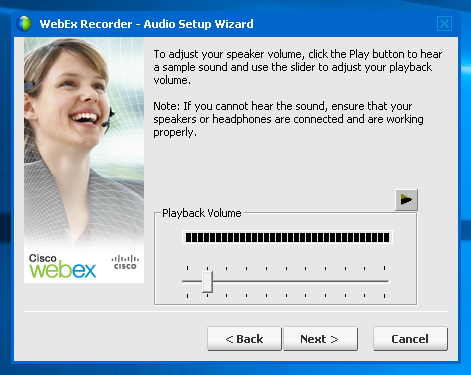 WebEx Recorder - Audio Setup Wizard
To adjust your speaker volume, click the Play button to hear
a sample sound and use the slider to adjust your playback
volume.
Note: If you cannot hear the sound, ensure that your
speakers or headphones are connected and are working
properly.
Playback Volume
Cisco
webex
cisco
< Back
Next >
Cancel